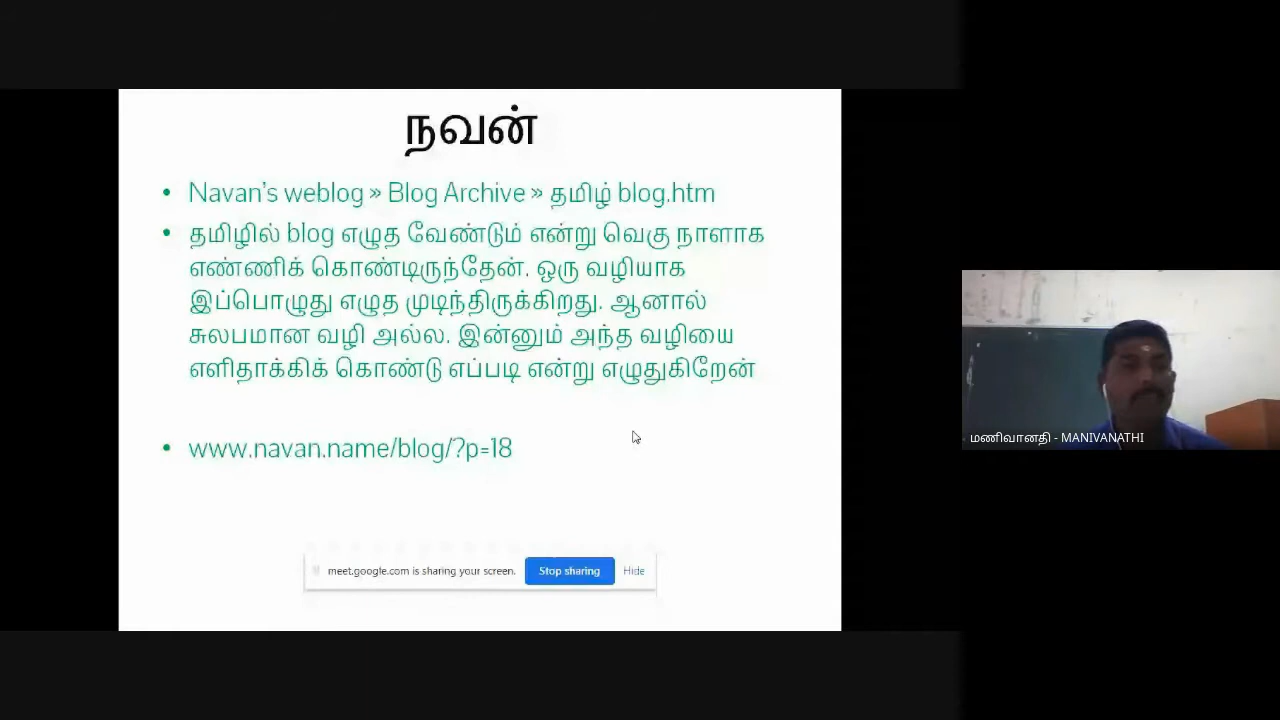 நவன்
Navan's weblog » Blog Archive » தமிழ் blog.htm
தமிழில் blog எழுத வேண்டும் என்று வெகு நாளாக
எண்ணிக் கொண்டிருந்தேன். ஒரு வழியாக
இப்பொழுது எழுத முடிந்திருக்கிறது. ஆனால்
சுலபமான வழி அல்ல. இன்னும் அந்த வழியை
எளிதாக்கிக் கொண்டு எப்படி என்று எழுதுகிறேன்
www.navan.name/blog/?p=18
meet.google.com is sharing your screen. Stop sharing Hide
மணிவானதி - MANIVANATHI